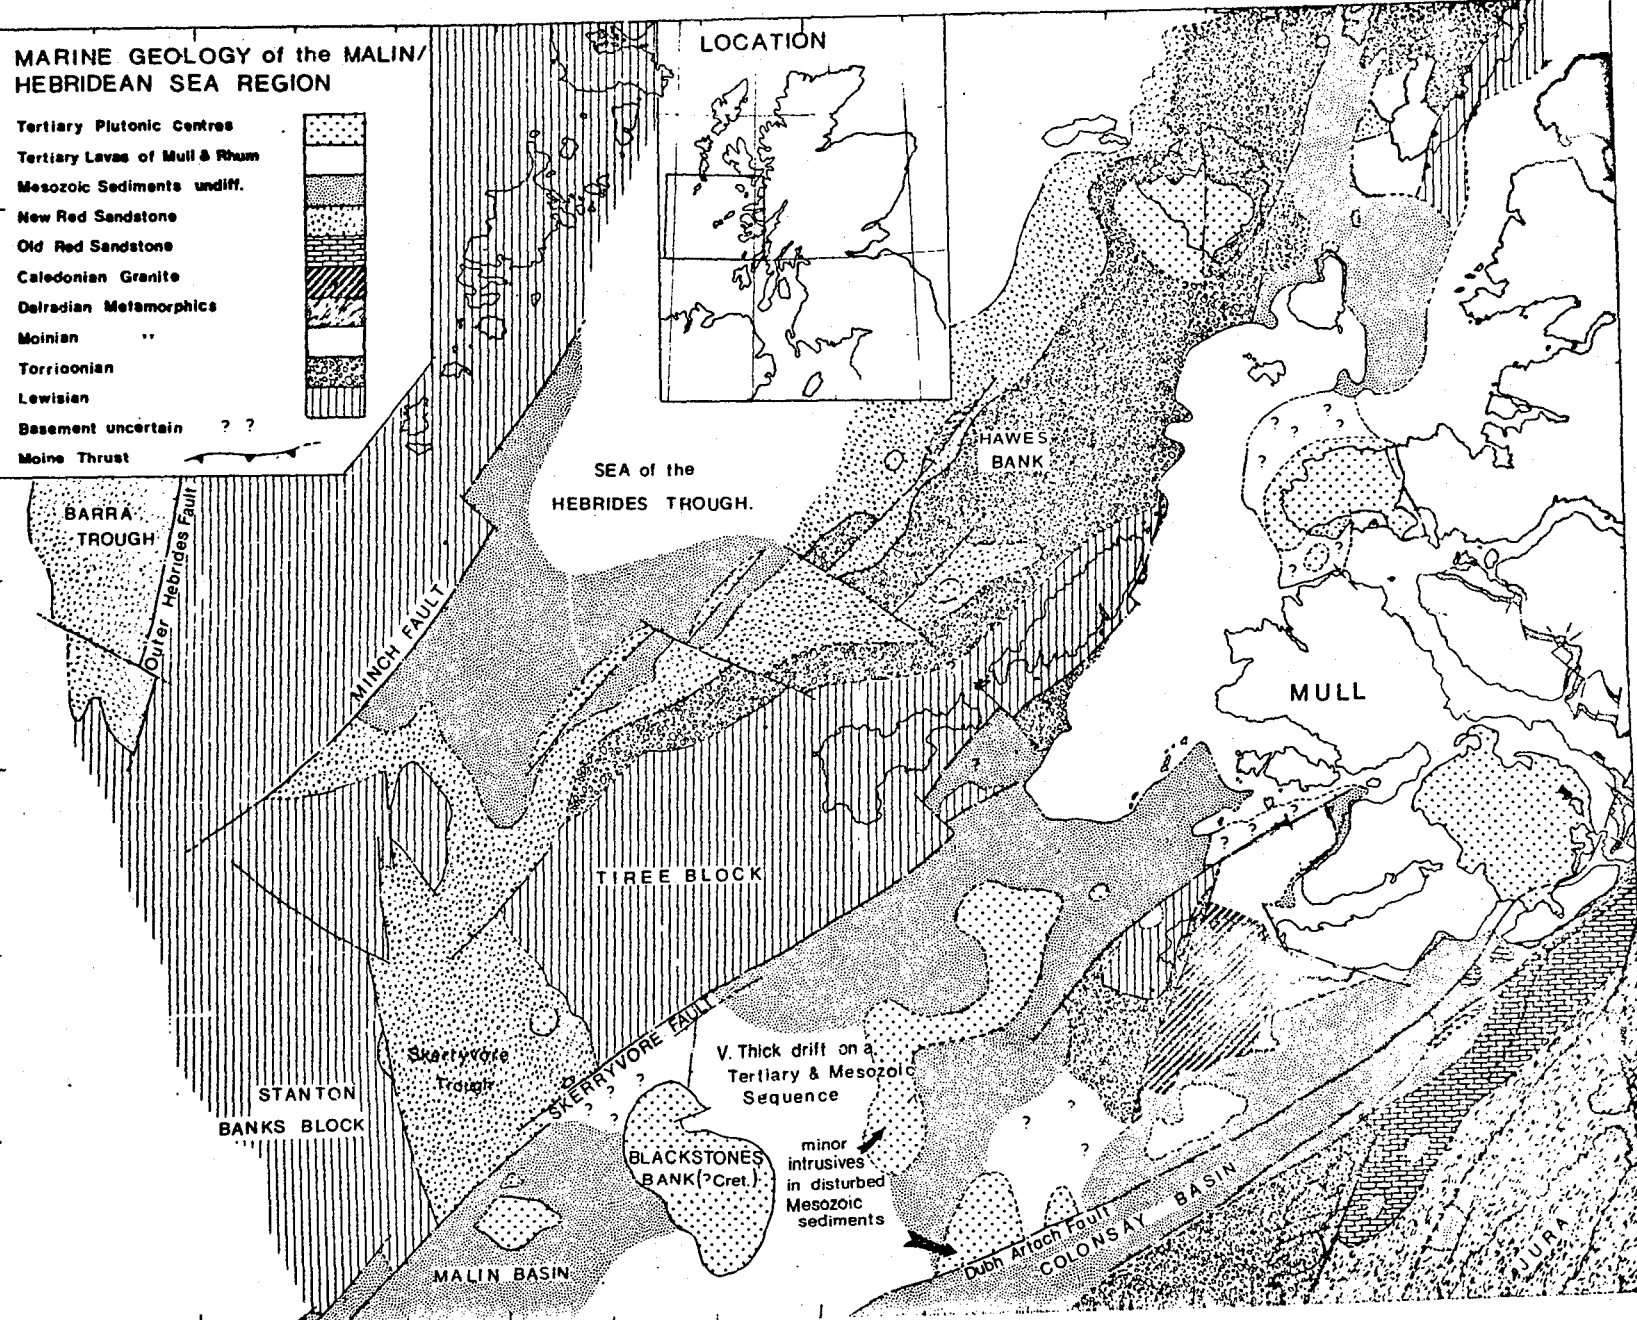 MARINE GEOLOGY of the MALIN/
HEBRIDEAN SEA REGION
Tertiary Plutonic Centres
Tertiary Lavas of Mull & Rhum
Mesozoic Sediments undiff.
New Red Sandstone
Old Red Sandstone
Caledonian Granite
Dalradian Metamorphics
Moinian "
Torridonian
Lewisian
Basement uncertain ? ?
Moine Thrust
LOCATION
HAWES
BANK
SEA of the
HEBRIDES TROUGH.
BARRA
TROUGH
Outer Hebrides Fault
MINCH FAULT
? ?
? ?
?
? ?
MULL
?
? ? ?
?
TIREE BLOCK
SKERRYVORE FAULT
Skerryvore
Trough
STANTON
BANKS BLOCK
V. Thick drift on a
Tertiary & Mesozoic
Sequence
? ?
? ?
BLACKSTONES
BANK(?Cret.)
minor
intrusives
in disturbed
Mesozoic
sediments
?
?
?
Dubh Artach Fault
COLONSAY BASIN
JURA
MALIN BASIN